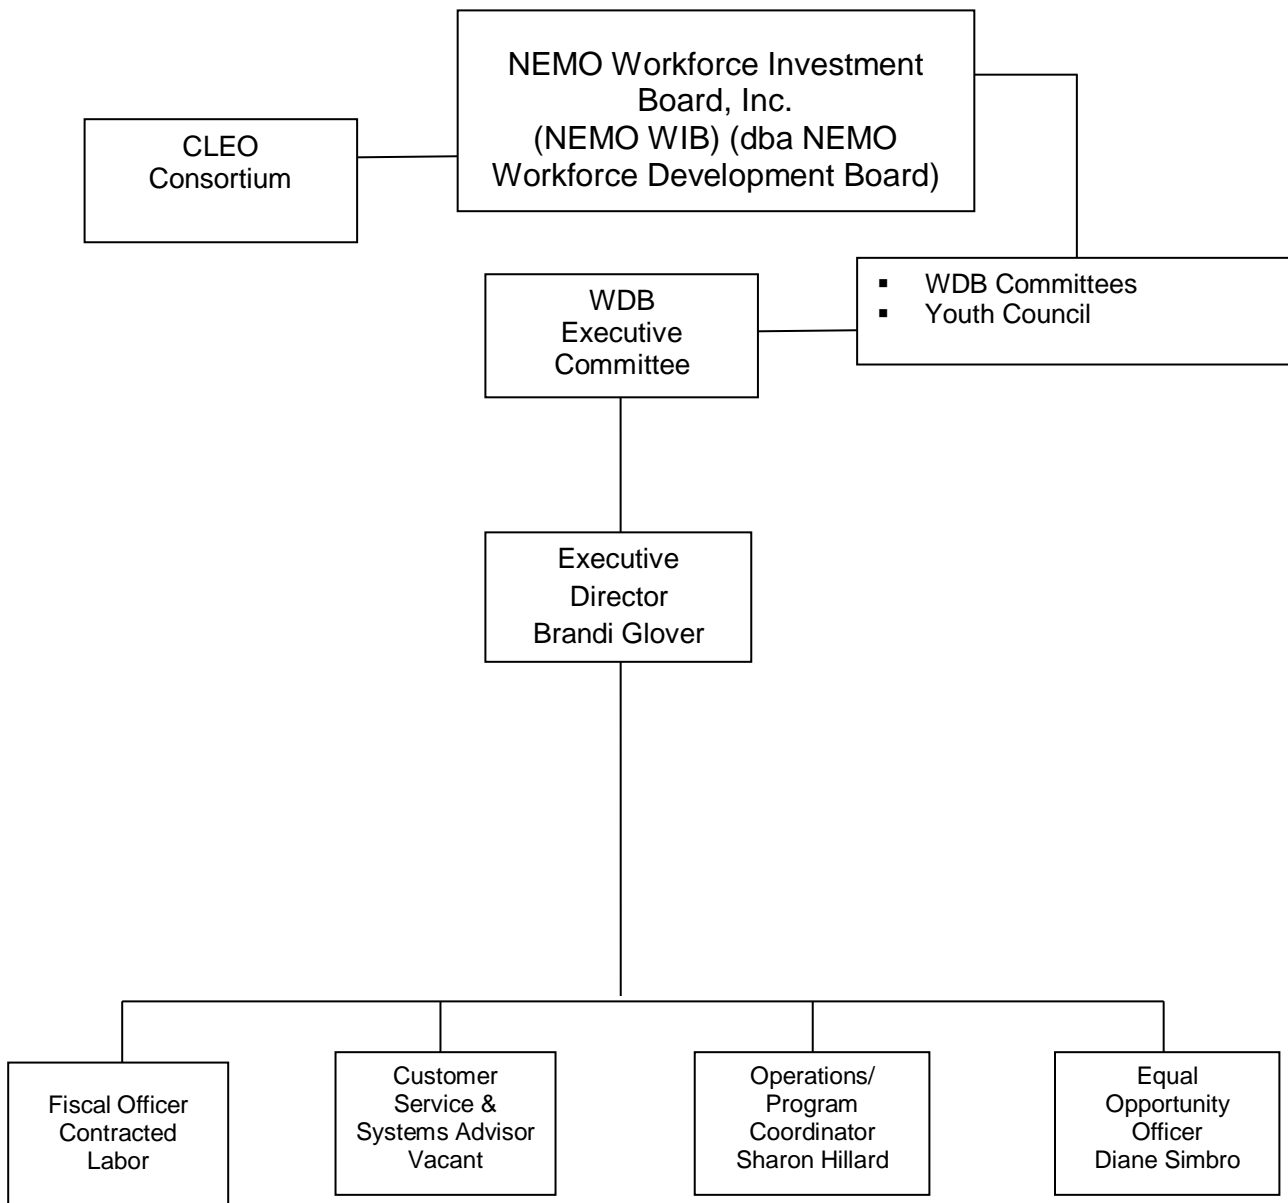 NEMO Workforce Investment
Board, Inc.
(NEMO WIB) (dba NEMO
Workforce Development Board)
CLEO
Consortium
▪ WDB Committees
▪ Youth Council
WDB
Executive
Committee
Executive
Director
Brandi Glover
Fiscal Officer
Contracted
Labor
Customer
Service &
Systems Advisor
Vacant
Operations/
Program
Coordinator
Sharon Hillard
Equal
Opportunity
Officer
Diane Simbro